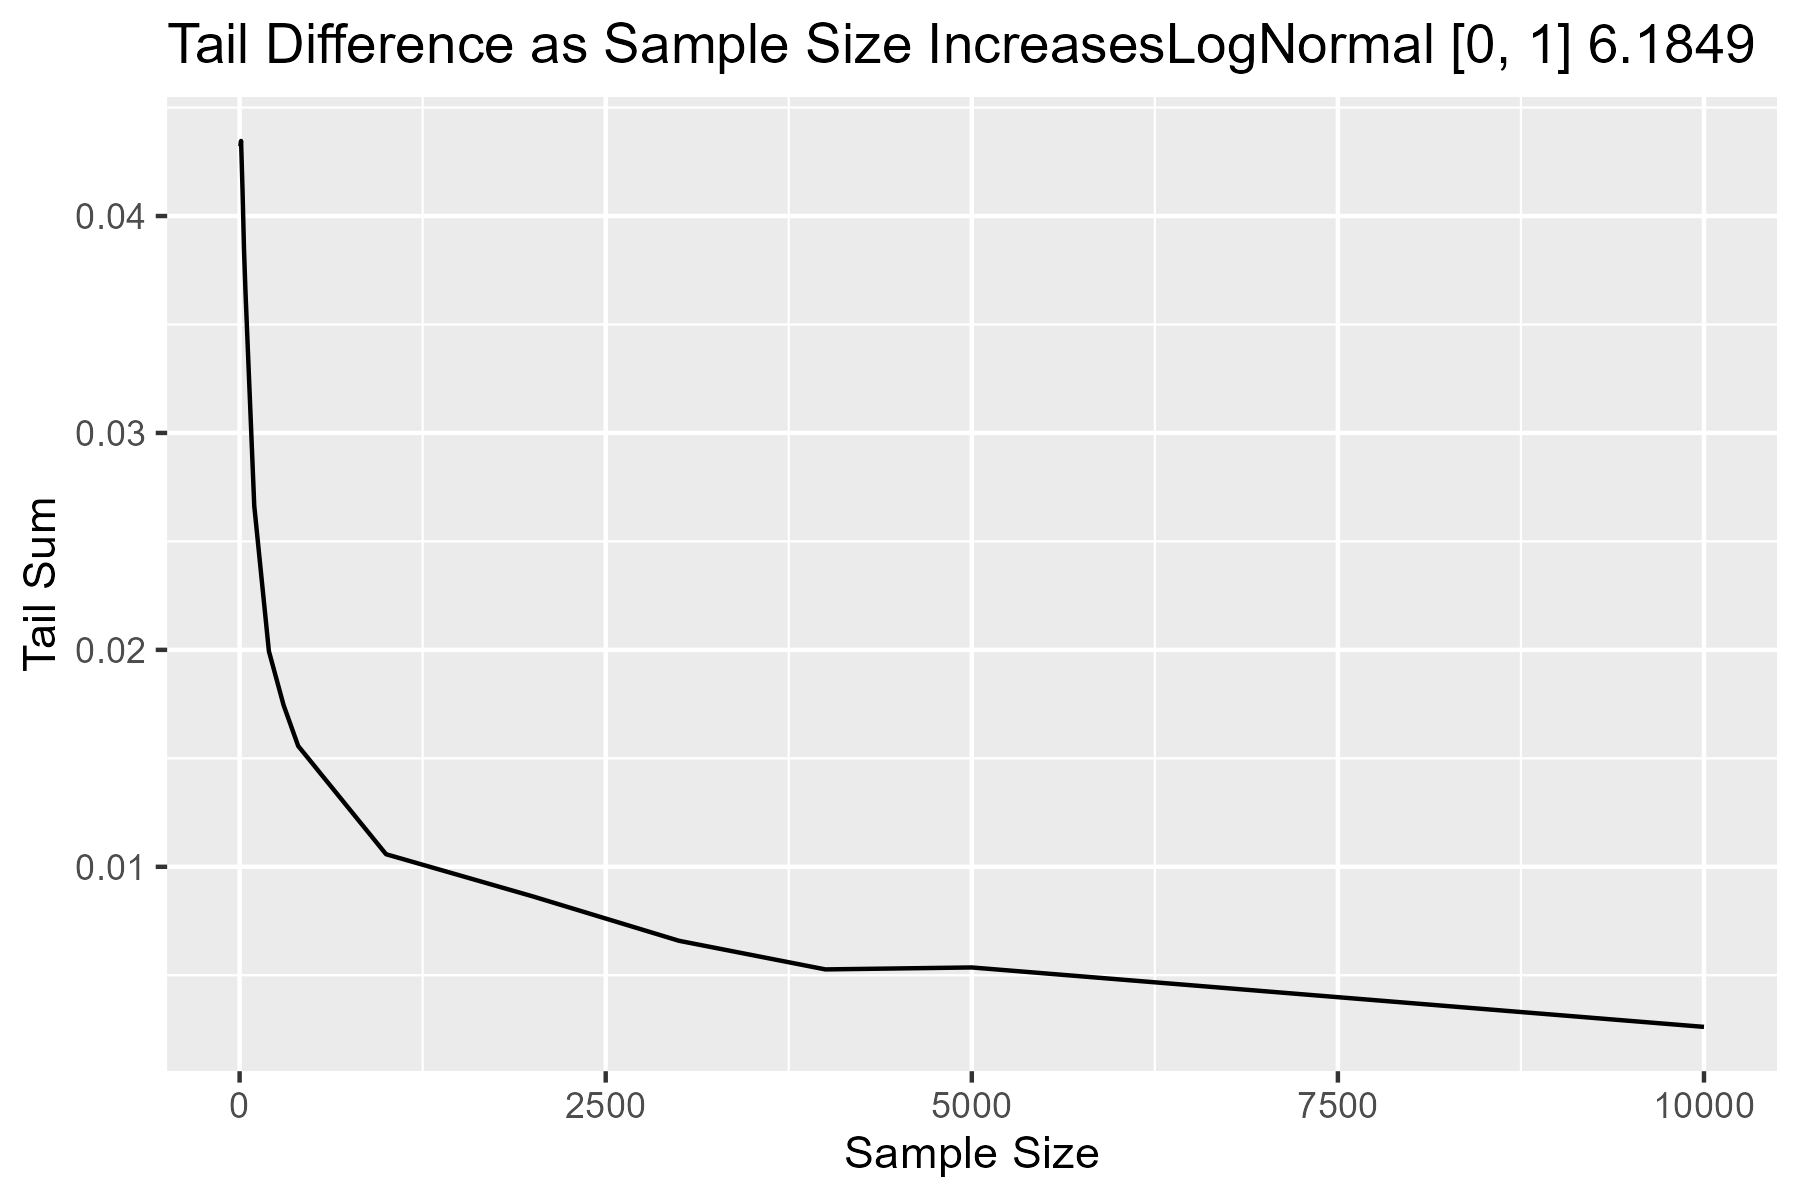 Tail Difference as Sample Size IncreasesLogNormal [0, 1] 6.1849
Tail Sum
0.04
0.03
0.02
0.01
0 2500 5000 7500 10000
Sample Size